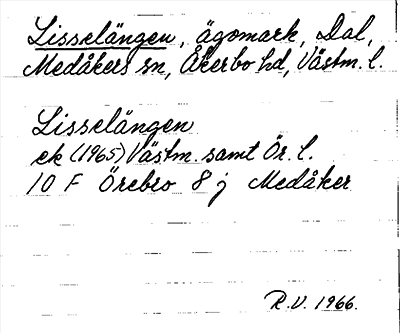 Lisselängen, ägomark, Dal,
Medåkers sn, Åkerbo hd, Västm. l.
Lisselängen
ek (1965) Västm. samt Ör. l.
10 F Örebro 8 j Medåker
R.V. 1966.